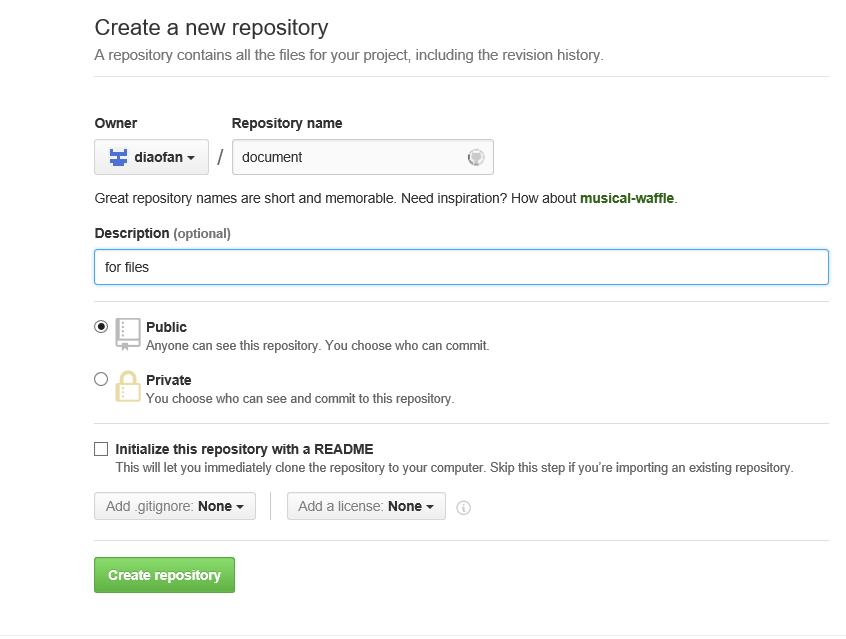 Create a new repository
A repository contains all the files for your project, including the revision history.
Owner
Repository name
diaofan / document
Great repository names are short and memorable. Need inspiration? How about musical-waffle.
Description (optional)
for files
Public
Anyone can see this repository. You choose who can commit.
Private
You choose who can see and commit to this repository.
Initialize this repository with a README
This will let you immediately clone the repository to your computer. Skip this step if you’re importing an existing repository.
Add .gitignore: None
Add a license: None
Create repository